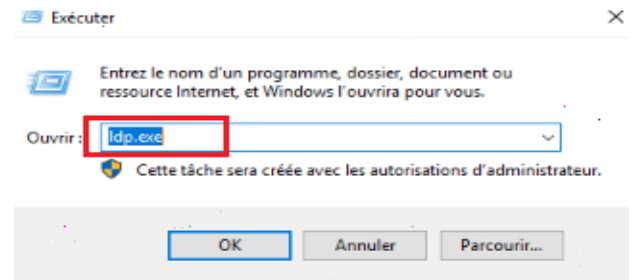 Exécuter
Entrez le nom d'un programme, dossier, document ou
ressource Internet, et Windows l'ouvrira pour vous.
Ouvrir : ldp.exe
Cette tâche sera créée avec les autorisations d'administrateur.
OK Annuler Parcourir...